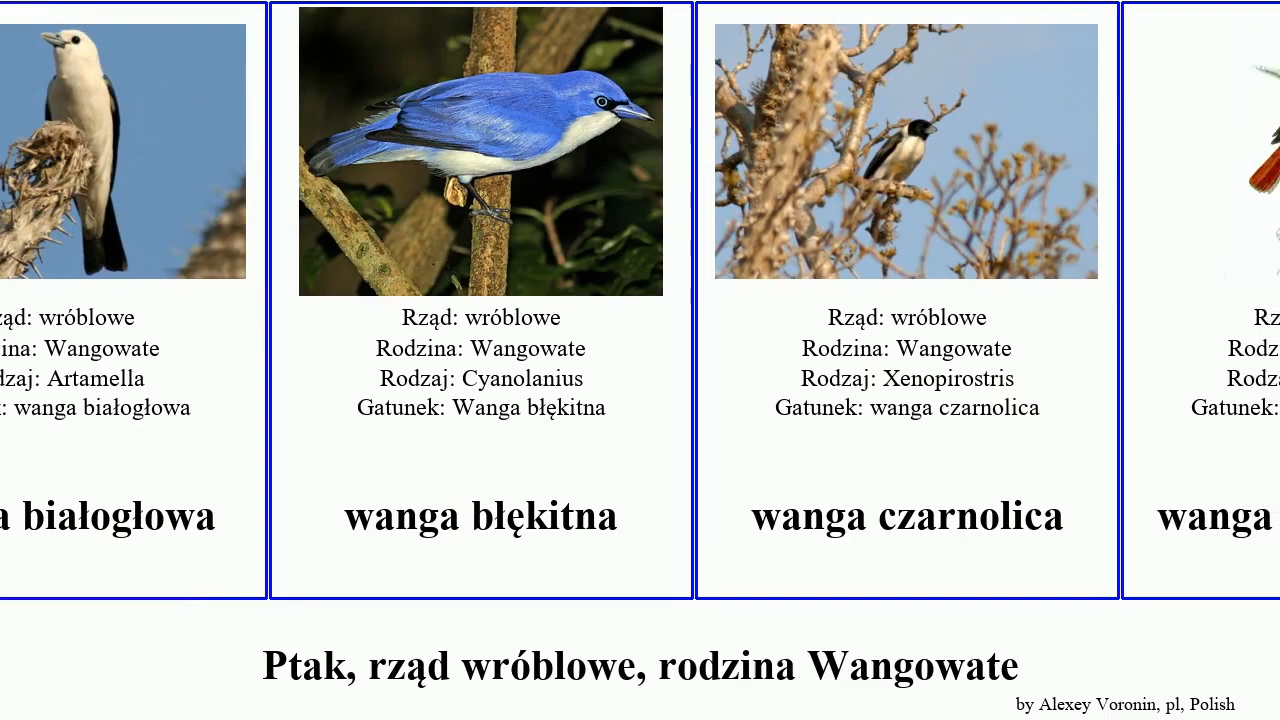 ząd: wróblowe
ina: Wangowate
dzaj: Artamella
: wanga białogłowa
a białogłowa
Rząd: wróblowe
Rodzina: Wangowate
Rodzaj: Cyanolanius
Gatunek: Wanga błękitna
wanga błękitna
Rząd: wróblowe
Rodzina: Wangowate
Rodzaj: Xenopirostris
Gatunek: wanga czarnolica
wanga czarnolica
Rz
Rodz
Rodz
Gatunek:
wanga
Ptak, rząd wróblowe, rodzina Wangowate
by Alexey Voronin, pl, Polish